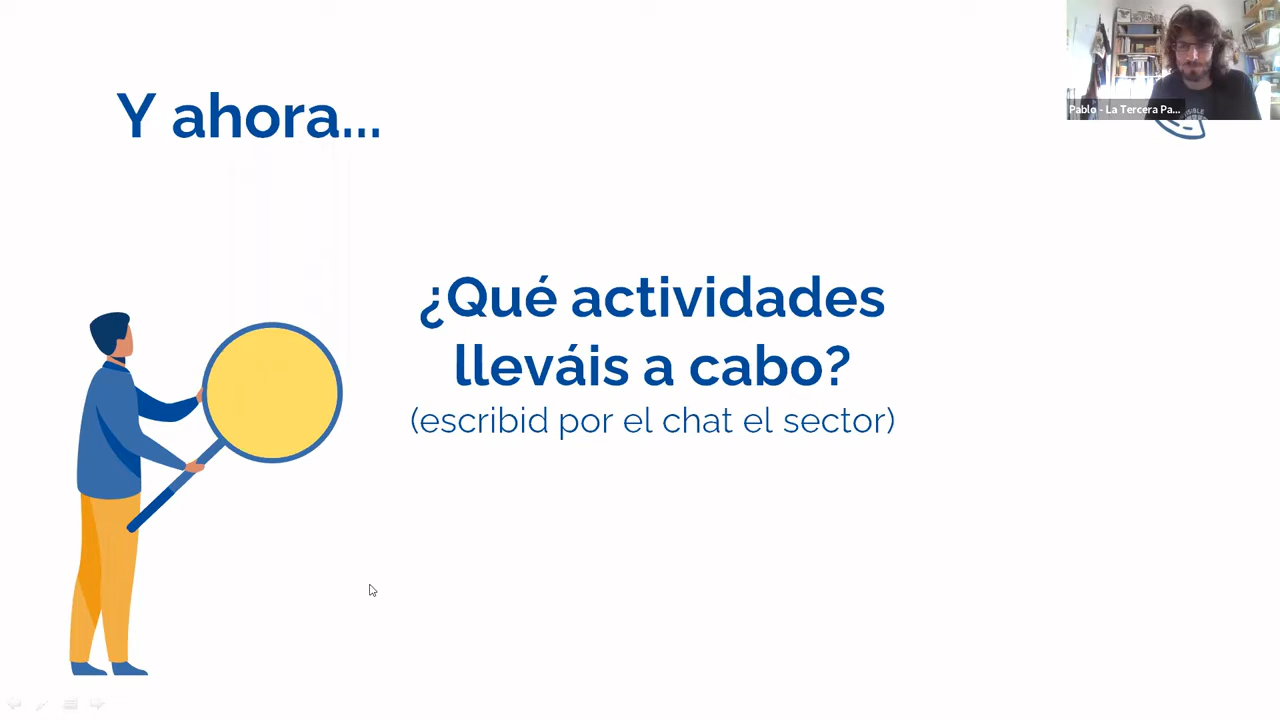 Y ahora...
Pablo - La Tercera Pa...
¿Qué actividades
lleváis a cabo?
(escribid por el chat el sector)